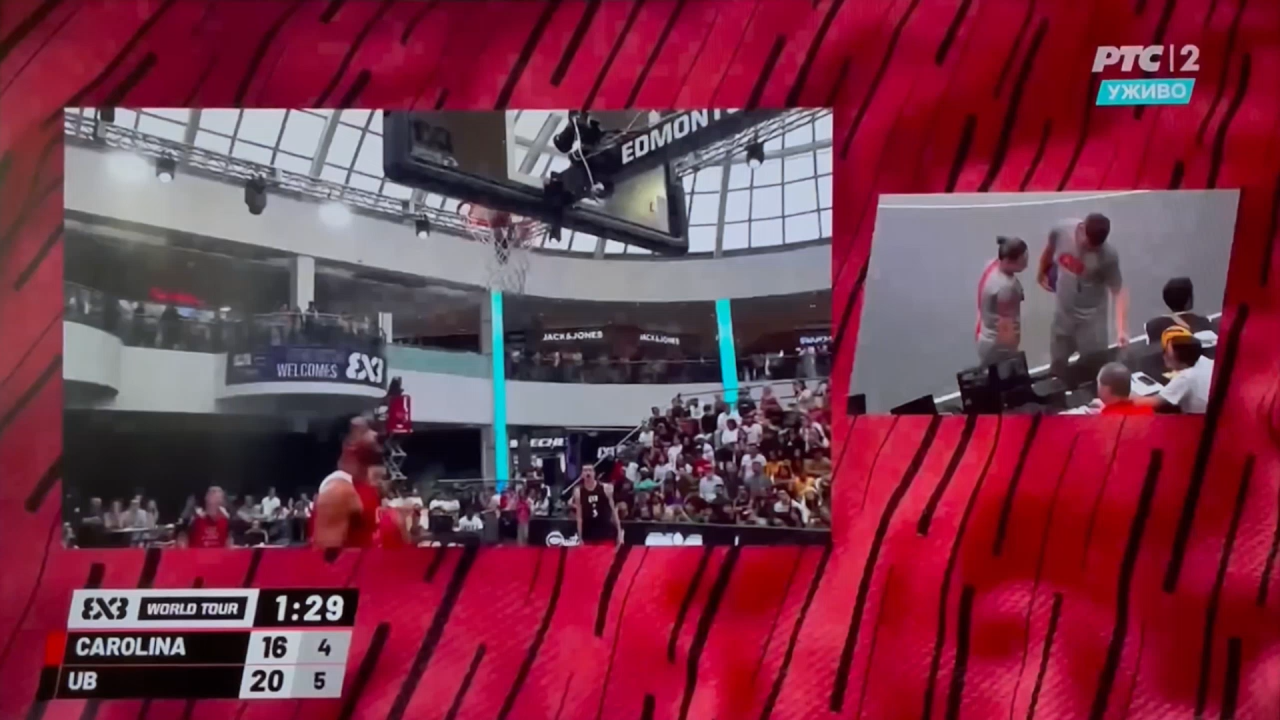 РТС|2
УЖИВО
EDMONT
JACK&JONES
JACK&JONES
WELCOMES 3X3
3X3 WORLD TOUR 1:29
CAROLINA 16 4
UB 20 5